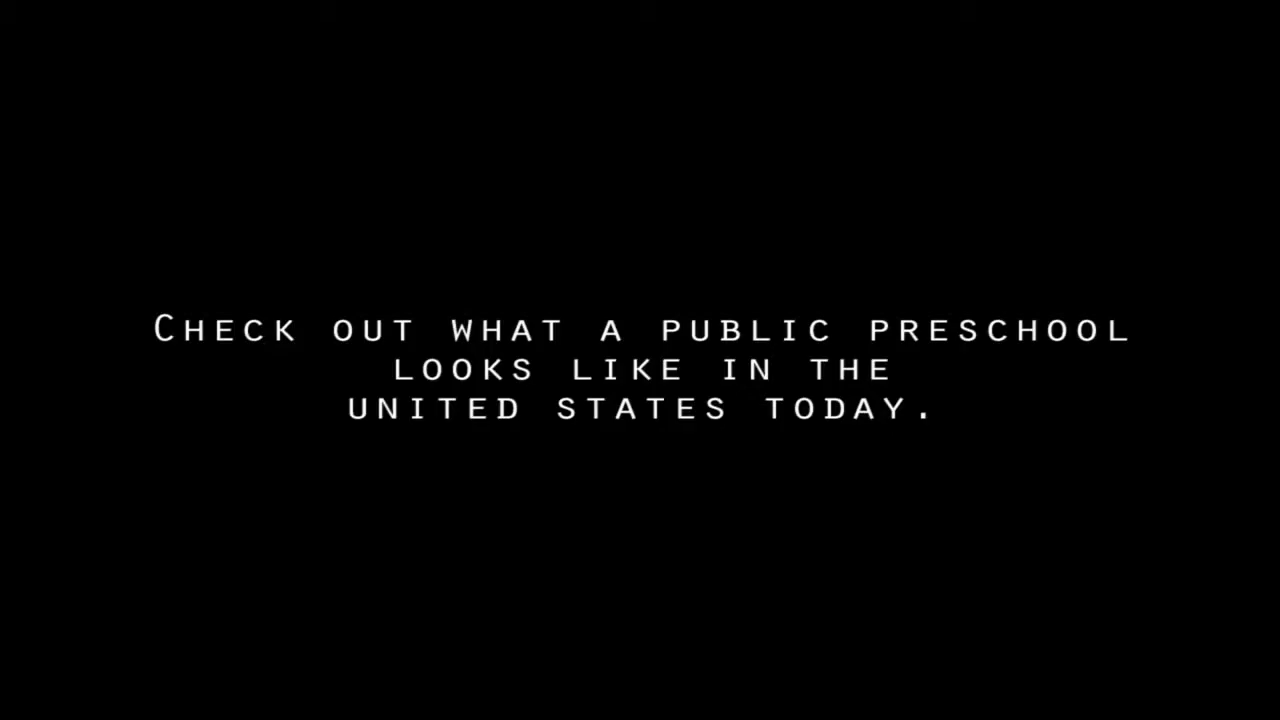 Check out what a public preschool
looks like in the
united states today.